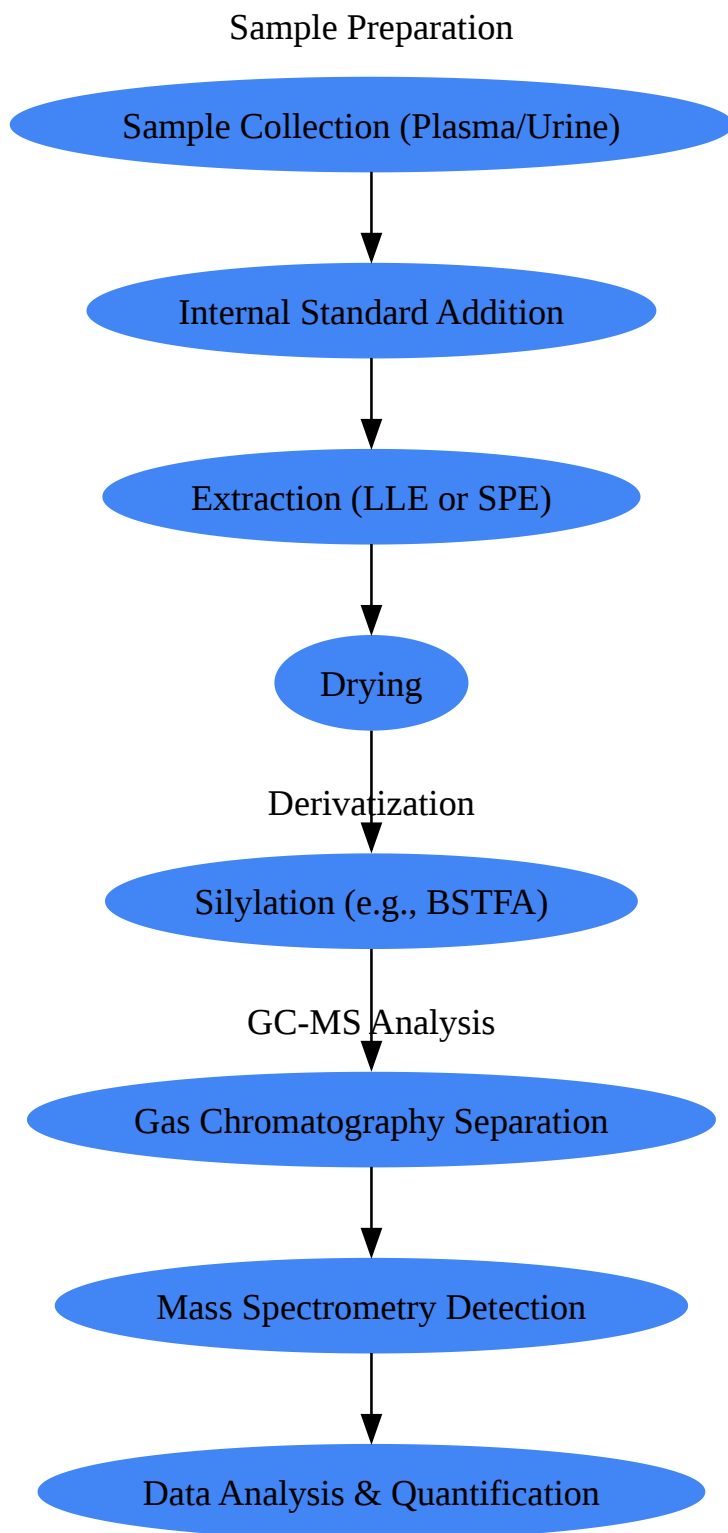 Sample Preparation
Sample Collection (Plasma/Urine)
Internal Standard Addition
Extraction (LLE or SPE)
Drying
Derivatization
Silylation (e.g., BSTFA)
GC-MS Analysis
Gas Chromatography Separation
Mass Spectrometry Detection
Data Analysis & Quantification